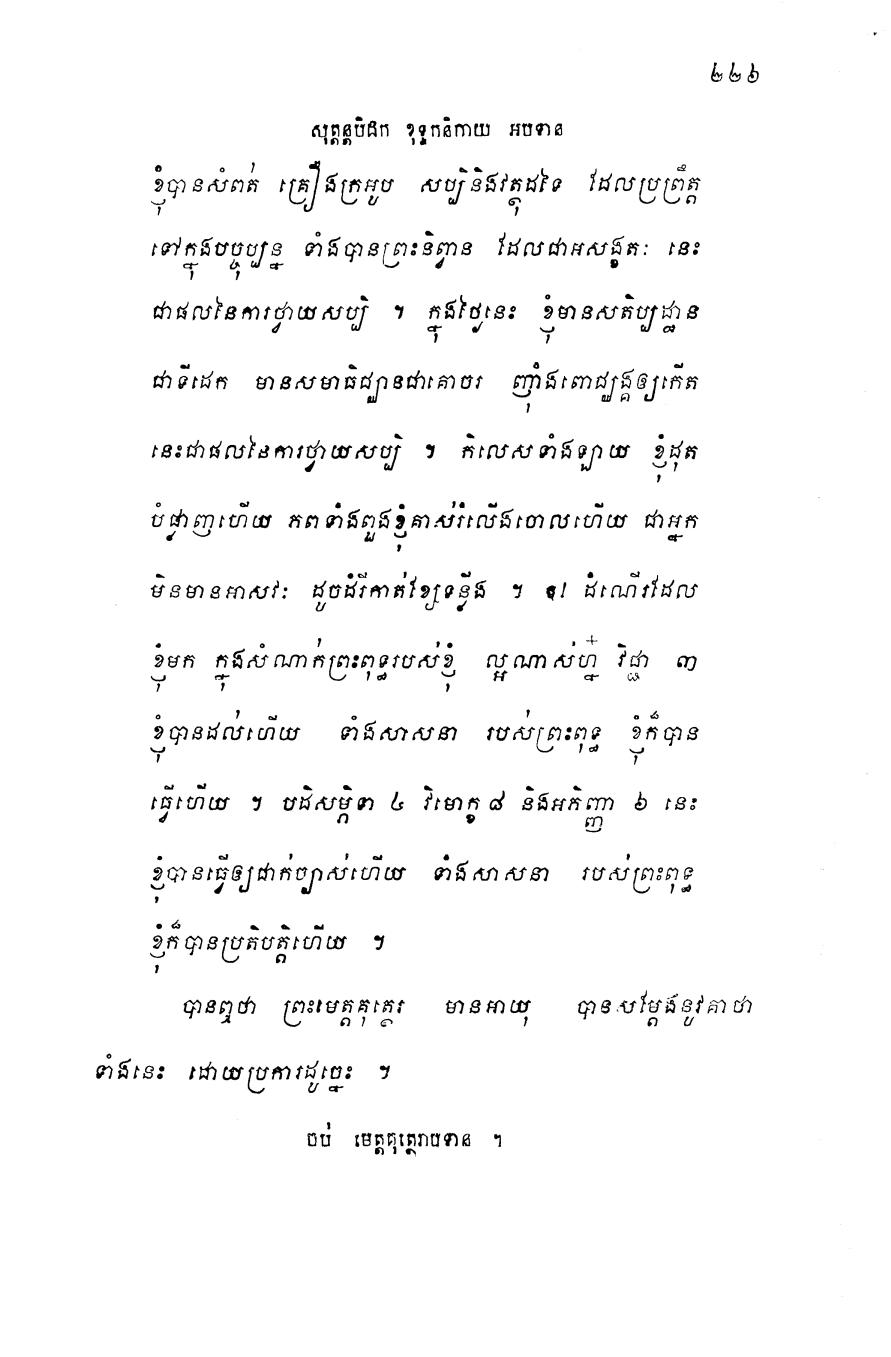 ២២៦
សុត្តន្តបិដក ខុទ្ទកនិកាយ អបទាន
ខ្ញុំបានសំពត់ គ្រឿងក្រអូប សប្បិនិងវត្ថុដទៃ ដែលប្រព្រឹត្ត
ទៅក្នុងបច្ចុប្បន្ន ទាំងបានព្រះនិព្វាន ដែលជាអសង្ខតៈ នេះ
ជាផលនៃការថ្វាយសប្បិ ។ ក្នុងថ្ងៃនេះ ខ្ញុំមានសតិប្បដ្ឋាន
ជាទីដេក មានសមាធិជ្ឈានជាគោចរ ញ៉ាំងពោជ្ឈង្គឲ្យកើត
នេះជាផលនៃការថ្វាយសប្បិ ។ កិលេសទាំងឡាយ ខ្ញុំដុត
បំផ្លាញហើយ ភពទាំងពួងខ្ញុំគាស់រំលើងចោលហើយ ជាអ្នក
មិនមានអាសវៈ ដូចដំរីកាត់ខ្សែទន្លីង ។ ឱ! ដំណើរដែល
ខ្ញុំមក ក្នុងសំណាក់ព្រះពុទ្ធរបស់ខ្ញុំ ល្អណាស់ហ្ន៎ វិជ្ជា ៣
ខ្ញុំបានដល់ហើយ ទាំងសាសនា របស់ព្រះពុទ្ធ ខ្ញុំក៏បាន
ធ្វើហើយ ។ បដិសម្ភិទា ៤ វិមោក្ខ ៨ និងអភិញ្ញា ៦ នេះ
ខ្ញុំបានធ្វើឲ្យជាក់ច្បាស់ហើយ ទាំងសាសនា របស់ព្រះពុទ្ធ
ខ្ញុំក៏បានប្រតិបត្តិហើយ ។
បានឮថា ព្រះមេត្តគុត្ថេរ មានអាយុ បានសម្តែងនូវគាថា
ទាំងនេះ ដោយប្រការដូច្នេះ ។
ចប់ មេត្តគុត្ថេរាបទាន ។